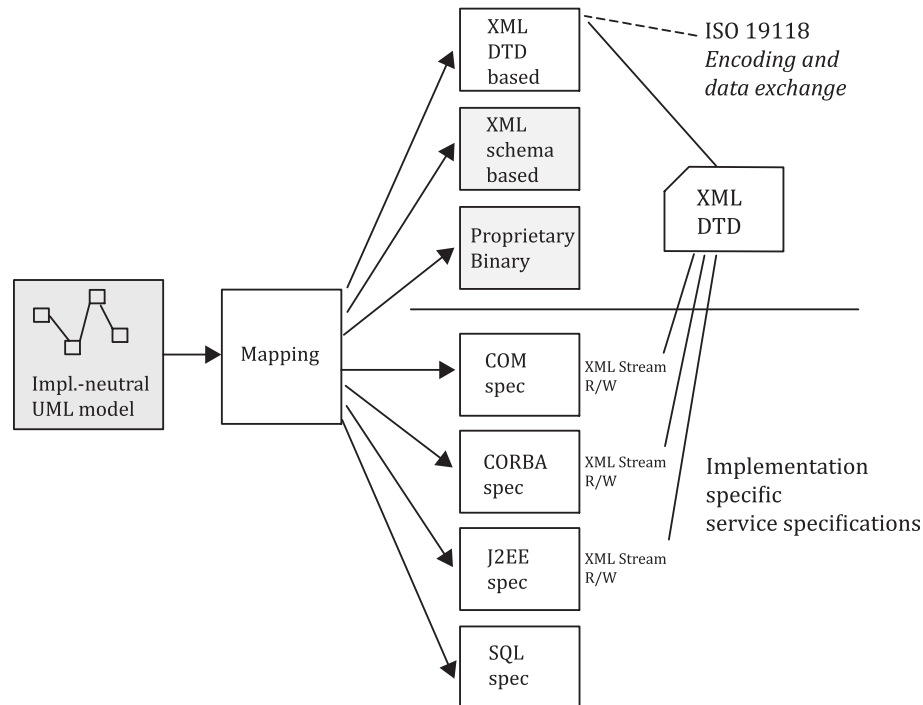 XML
DTD
based
ISO 19118
Encoding and
data exchange
XML
schema
based
XML
DTD
Proprietary
Binary
Impl.-neutral
UML model
Mapping
COM
spec
XML Stream
R/W
CORBA
spec
XML Stream
R/W
Implementation
specific
service specifications
J2EE
spec
XML Stream
R/W
SQL
spec